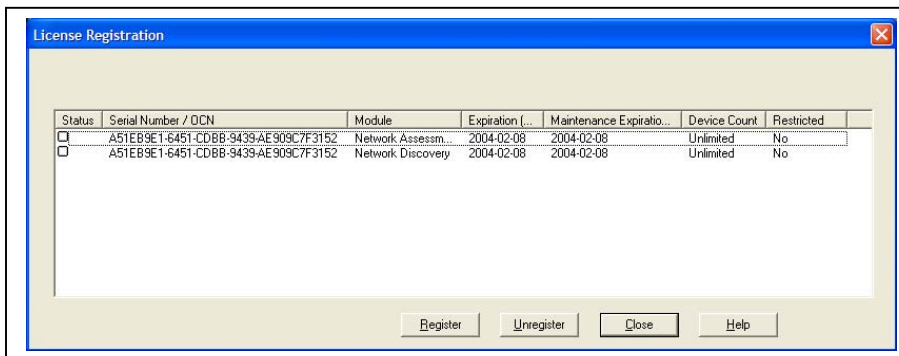 License Registration
Status Serial Number / OCN Module Expiration (... Maintenance Expiratio... Device Count Restricted
A51EB9E1-6451-CDBB-9439-AE909C7F3152 Network Assessm... 2004-02-08 2004-02-08 Unlimited No
A51EB9E1-6451-CDBB-9439-AE909C7F3152 Network Discovery 2004-02-08 2004-02-08 Unlimited No
Register Unregister Close Help